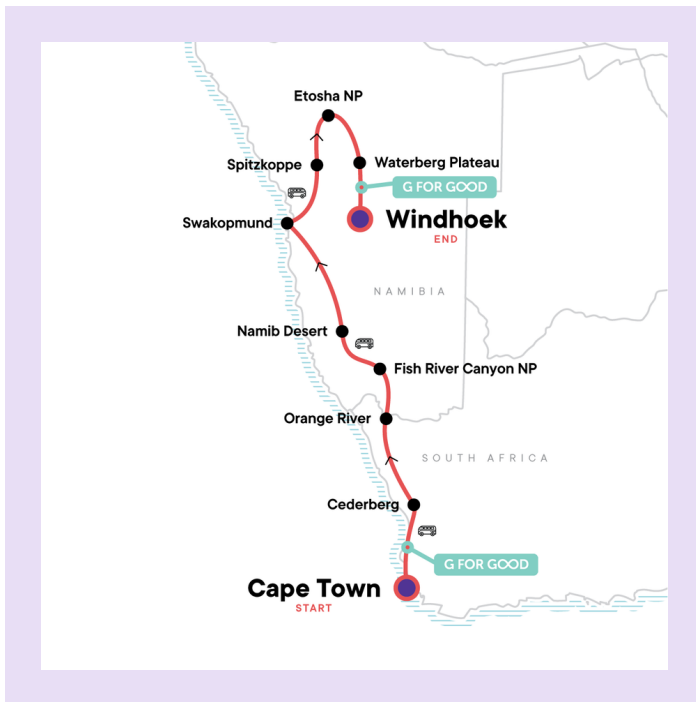 Etosha NP
Spitzkoppe
Waterberg Plateau
G FOR GOOD
Swakopmund
Windhoek
END
NAMIBIA
Namib Desert
Fish River Canyon NP
Orange River
SOUTH AFRICA
Cederberg
G FOR GOOD
Cape Town
START